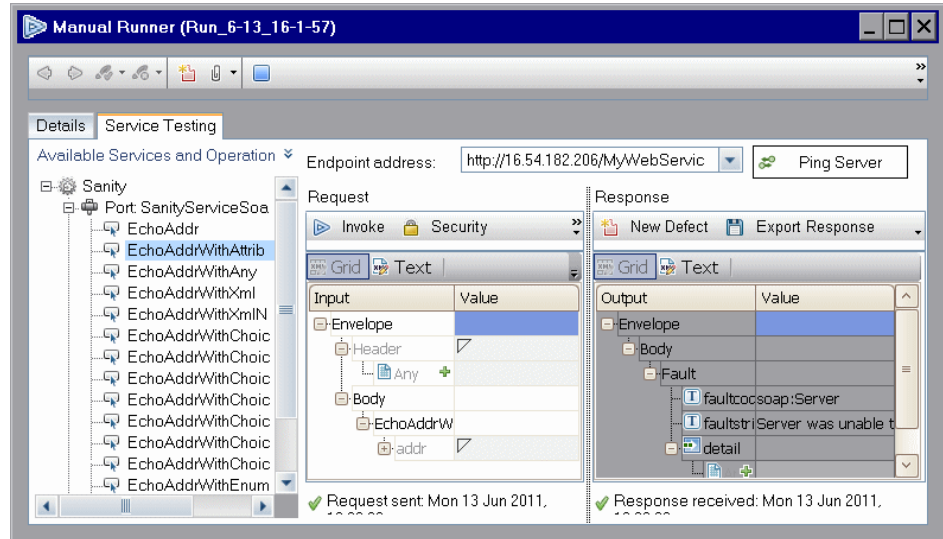 Manual Runner (Run_6-13_16-1-57)
Details
Service Testing
Available Services and Operation
Endpoint address:
http://16.54.182.206/MyWebServic
Ping Server
Sanity
Port: SanityServiceSoa
EchoAddr
EchoAddrWithAttrib
EchoAddrWithAny
EchoAddrWithXml
EchoAddrWithXmlN
EchoAddrWithChoic
EchoAddrWithChoic
EchoAddrWithChoic
EchoAddrWithChoic
EchoAddrWithChoic
EchoAddrWithChoic
EchoAddrWithChoic
EchoAddrWithEnum
Request
Invoke
Security
Grid
Text
Input
Value
Envelope
Header
Any
Body
EchoAddrW
addr
Request sent: Mon 13 Jun 2011,
Response
New Defect
Export Response
Grid
Text
Output
Value
Envelope
Body
Fault
faultcod
soap:Server
faultstri
Server was unable t
detail
Response received: Mon 13 Jun 2011,